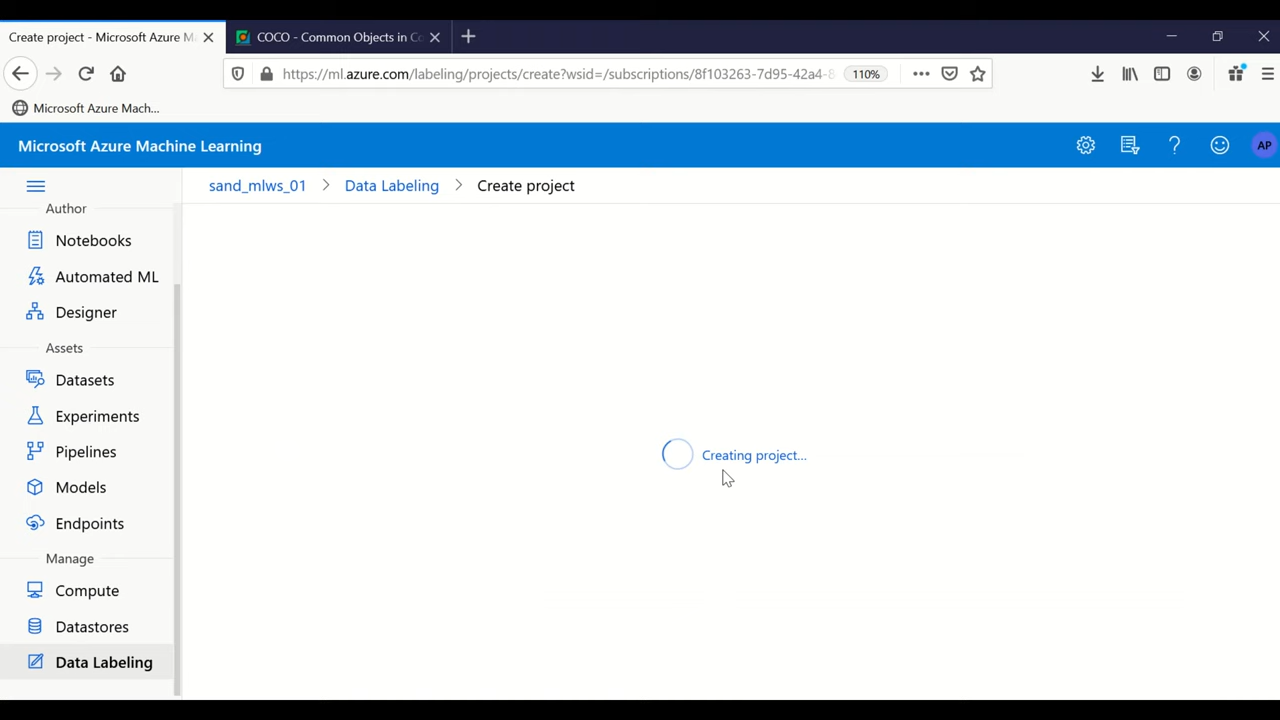 Create project - Microsoft Azure M
COCO - Common Objects in Co
https://ml.azure.com/labeling/projects/create?wsid=/subscriptions/8f103263-7d95-42a4-8
110%
Microsoft Azure Mach...
Microsoft Azure Machine Learning
AP
sand_mlws_01 > Data Labeling > Create project
Author
Notebooks
Automated ML
Designer
Assets
Datasets
Experiments
Pipelines
Models
Endpoints
Manage
Compute
Datastores
Data Labeling
Creating project...